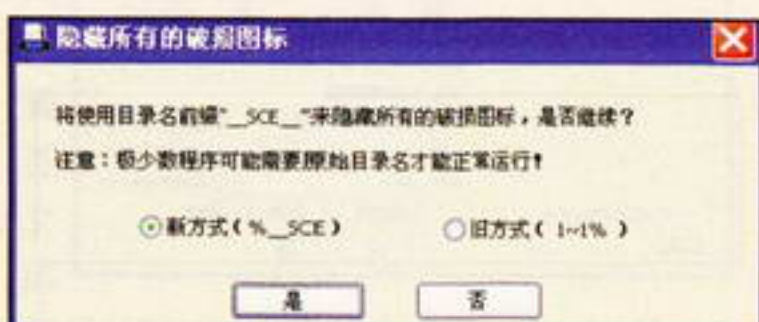 隐藏所有的破损图标
将使用目录名前缀"__SCE__"来隐藏所有的破损图标，是否继续？
注意：极少数程序可能需要原始目录名才能正常运行！
新方式（%__SCE） 旧方式（1~1%）
是 否